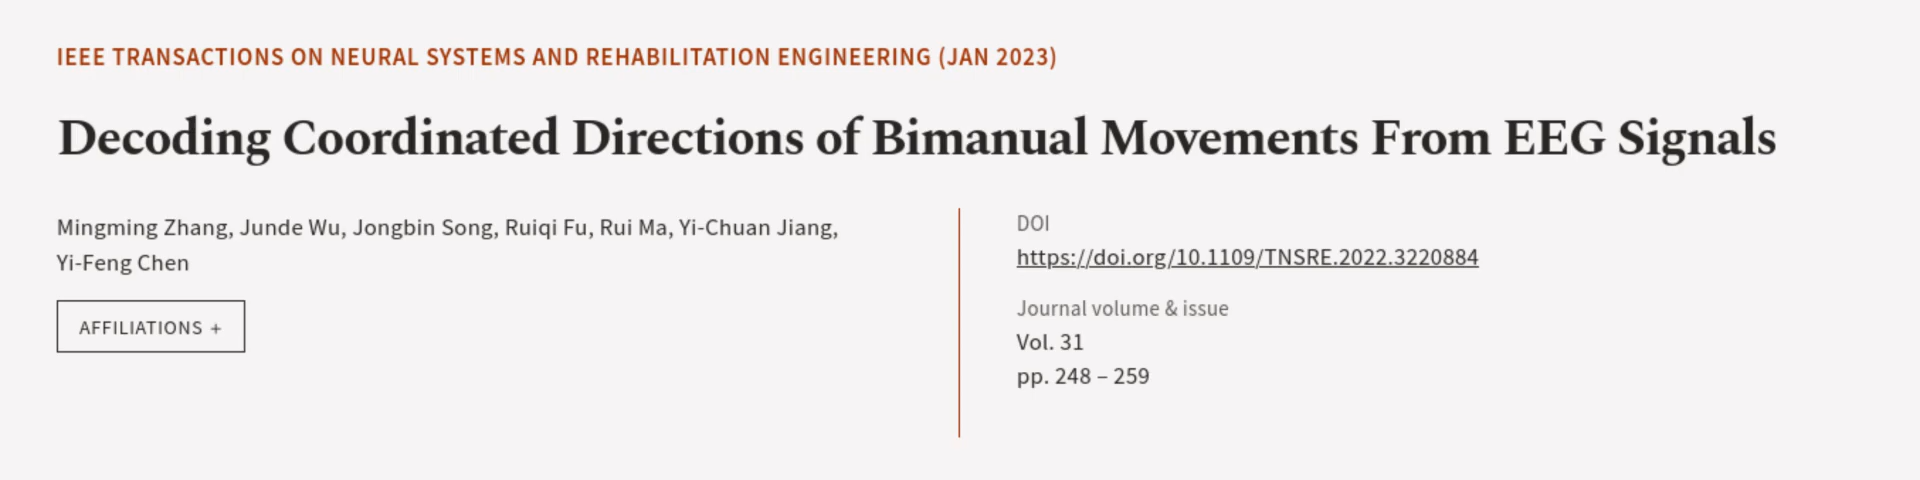 IEEE TRANSACTIONS ON NEURAL SYSTEMS AND REHABILITATION ENGINEERING (JAN 2023)
Decoding Coordinated Directions of Bimanual Movements From EEG Signals
Mingming Zhang, Junde Wu, Jongbin Song, Ruiqi Fu, Rui Ma, Yi-Chuan Jiang,
Yi-Feng Chen
AFFILIATIONS +
DOI
https://doi.org/10.1109/TNSRE.2022.3220884
Journal volume & issue
Vol. 31
pp. 248 – 259